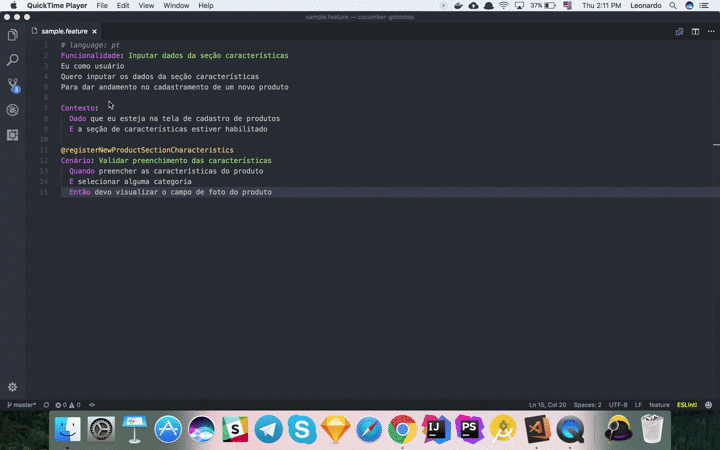 QuickTime Player File Edit View Window Help 37% Thu 2:11 PM Leonardo
sample.feature — cucumber-gotostep
sample.feature
1 # language: pt
2 Funcionalidade: Inputar dados da seção características
3 Eu como usuário
4 Quero inputar os dados da seção características
5 Para dar andamento no cadastramento de um novo produto
6
7 Contexto:
8 Dado que eu esteja na tela de cadastro de produtos
9 E a seção de características estiver habilitado
10
11 @registerNewProductSectionCharacteristics
12 Cenário: Validar preenchimento das características
13 Quando preencher as características do produto
14 E selecionar alguma categoria
15 Então devo visualizar o campo de foto do produto
3
master* 0 0 Ln 15, Col 20 Spaces: 2 UTF-8 LF feature ESLint!
IJ PS